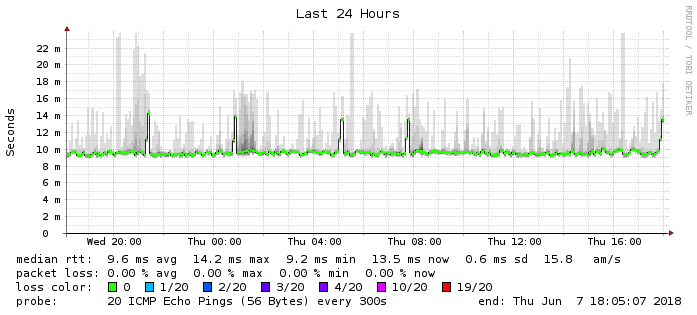 Last 24 Hours
RRDTOOL / TOBI OETIKER
Seconds
22 m
20 m
18 m
16 m
14 m
12 m
10 m
8 m
6 m
4 m
2 m
0
Wed 20:00 Thu 00:00 Thu 04:00 Thu 08:00 Thu 12:00 Thu 16:00
median rtt: 9.6 ms avg 14.2 ms max 9.2 ms min 13.5 ms now 0.6 ms sd 15.8 am/s
packet loss: 0.00 % avg 0.00 % max 0.00 % min 0.00 % now
loss color: 0 1/20 2/20 3/20 4/20 10/20 19/20
probe: 20 ICMP Echo Pings (56 Bytes) every 300s end: Thu Jun 7 18:05:07 2018